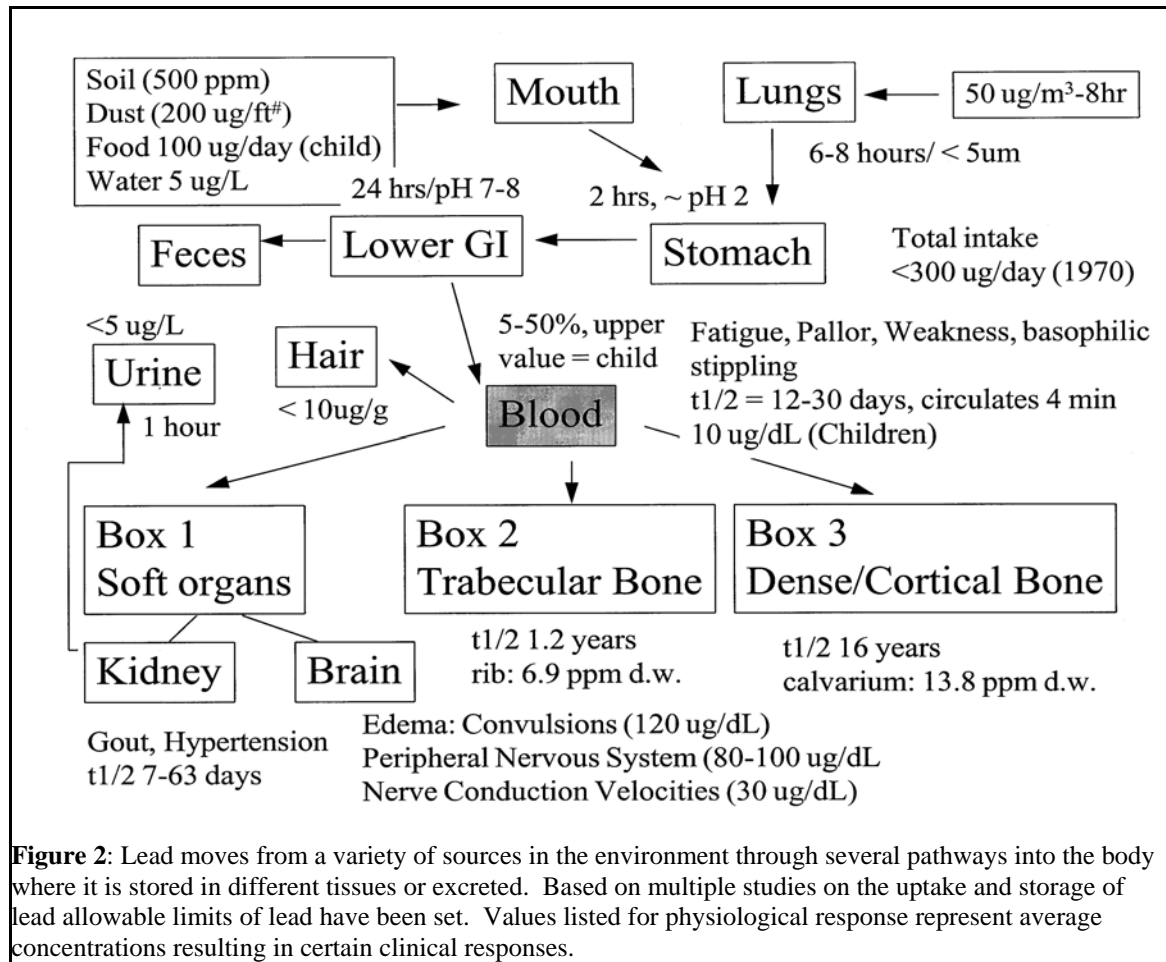 Soil (500 ppm)
Dust (200 ug/ft#)
Food 100 ug/day (child)
Water 5 ug/L
Mouth
Lungs
50 ug/m³-8hr
6-8 hours/ < 5um
24 hrs/pH 7-8
2 hrs, ~ pH 2
Feces
Lower GI
Stomach
Total intake
<300 ug/day (1970)
<5 ug/L
Urine
1 hour
Hair
< 10ug/g
5-50%, upper
value = child
Blood
Fatigue, Pallor, Weakness, basophilic
stippling
t1/2 = 12-30 days, circulates 4 min
10 ug/dL (Children)
Box 1
Soft organs
Box 2
Trabecular Bone
Box 3
Dense/Cortical Bone
Kidney
Brain
t1/2 1.2 years
rib: 6.9 ppm d.w.
t1/2 16 years
calvarium: 13.8 ppm d.w.
Gout, Hypertension
t1/2 7-63 days
Edema: Convulsions (120 ug/dL)
Peripheral Nervous System (80-100 ug/dL
Nerve Conduction Velocities (30 ug/dL)
Figure 2: Lead moves from a variety of sources in the environment through several pathways into the body
where it is stored in different tissues or excreted.  Based on multiple studies on the uptake and storage of
lead allowable limits of lead have been set.  Values listed for physiological response represent average
concentrations resulting in certain clinical responses.